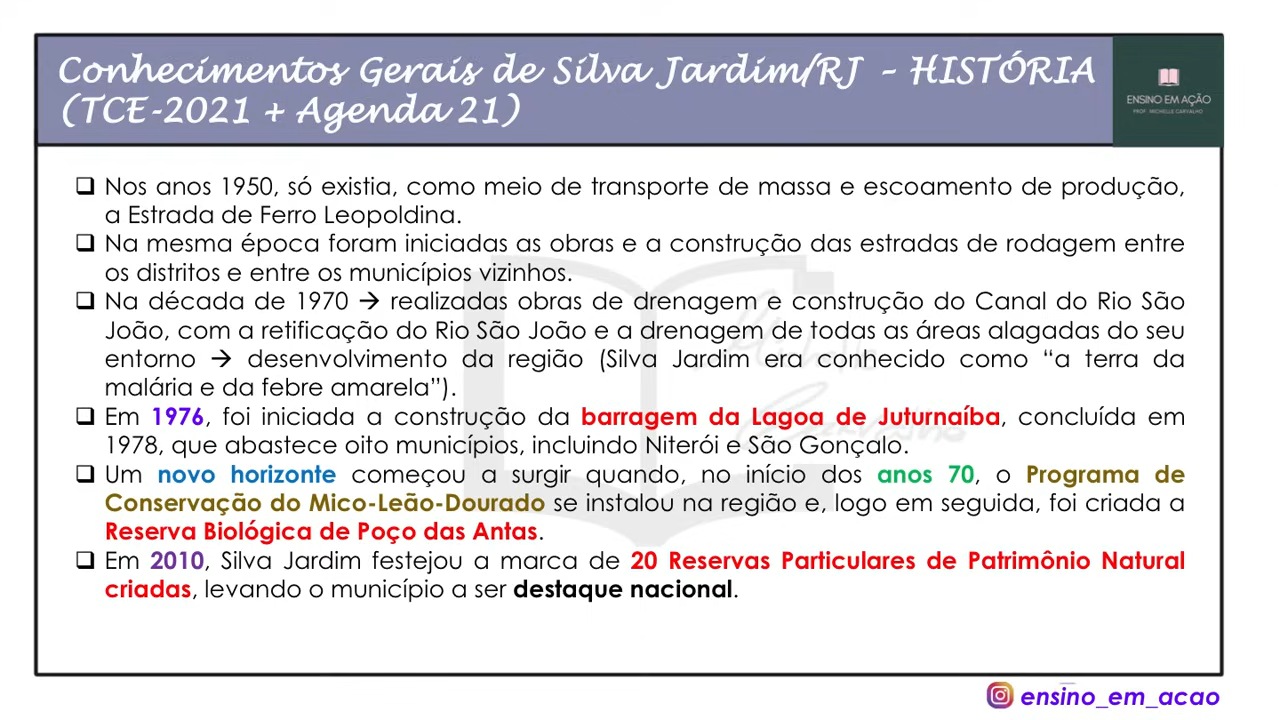 Conhecimentos Gerais de Silva Jardim/RJ – HISTÓRIA
(TCE-2021 + Agenda 21)
ENSINO EM AÇÃO
PROF. MICHELLE CARVALHO
❑ Nos anos 1950, só existia, como meio de transporte de massa e escoamento de produção,
a Estrada de Ferro Leopoldina.
❑ Na mesma época foram iniciadas as obras e a construção das estradas de rodagem entre
os distritos e entre os municípios vizinhos.
❑ Na década de 1970 → realizadas obras de drenagem e construção do Canal do Rio São
João, com a retificação do Rio São João e a drenagem de todas as áreas alagadas do seu
entorno → desenvolvimento da região (Silva Jardim era conhecido como “a terra da
malária e da febre amarela”).
❑ Em 1976, foi iniciada a construção da barragem da Lagoa de Juturnaíba, concluída em
1978, que abastece oito municípios, incluindo Niterói e São Gonçalo.
❑ Um novo horizonte começou a surgir quando, no início dos anos 70, o Programa de
Conservação do Mico-Leão-Dourado se instalou na região e, logo em seguida, foi criada a
Reserva Biológica de Poço das Antas.
❑ Em 2010, Silva Jardim festejou a marca de 20 Reservas Particulares de Patrimônio Natural
criadas, levando o município a ser destaque nacional.
ensino_em_acao